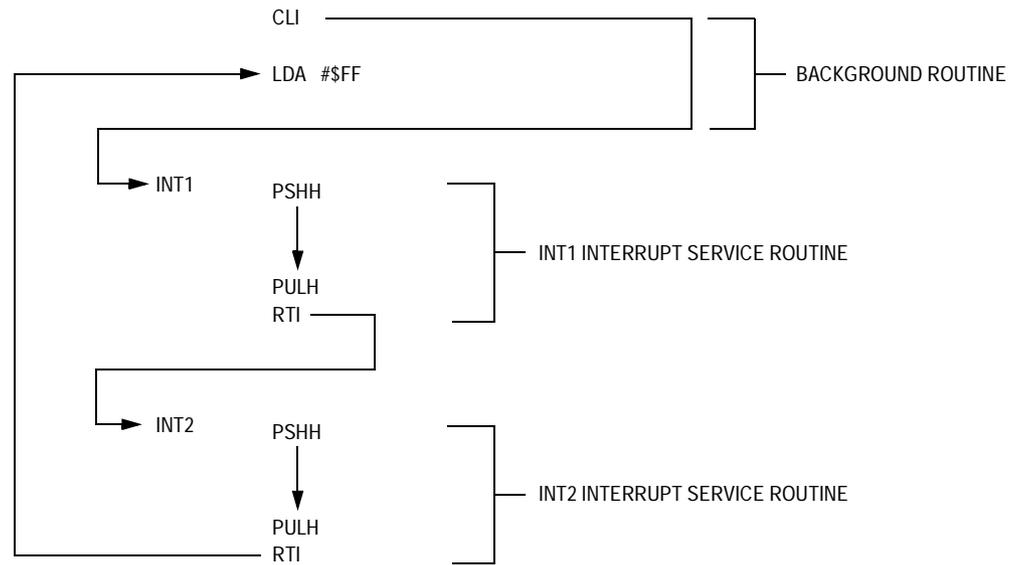 CLI
LDA #$FF
BACKGROUND ROUTINE
INT1
PSHH
INT1 INTERRUPT SERVICE ROUTINE
PULH
RTI
INT2
PSHH
INT2 INTERRUPT SERVICE ROUTINE
PULH
RTI